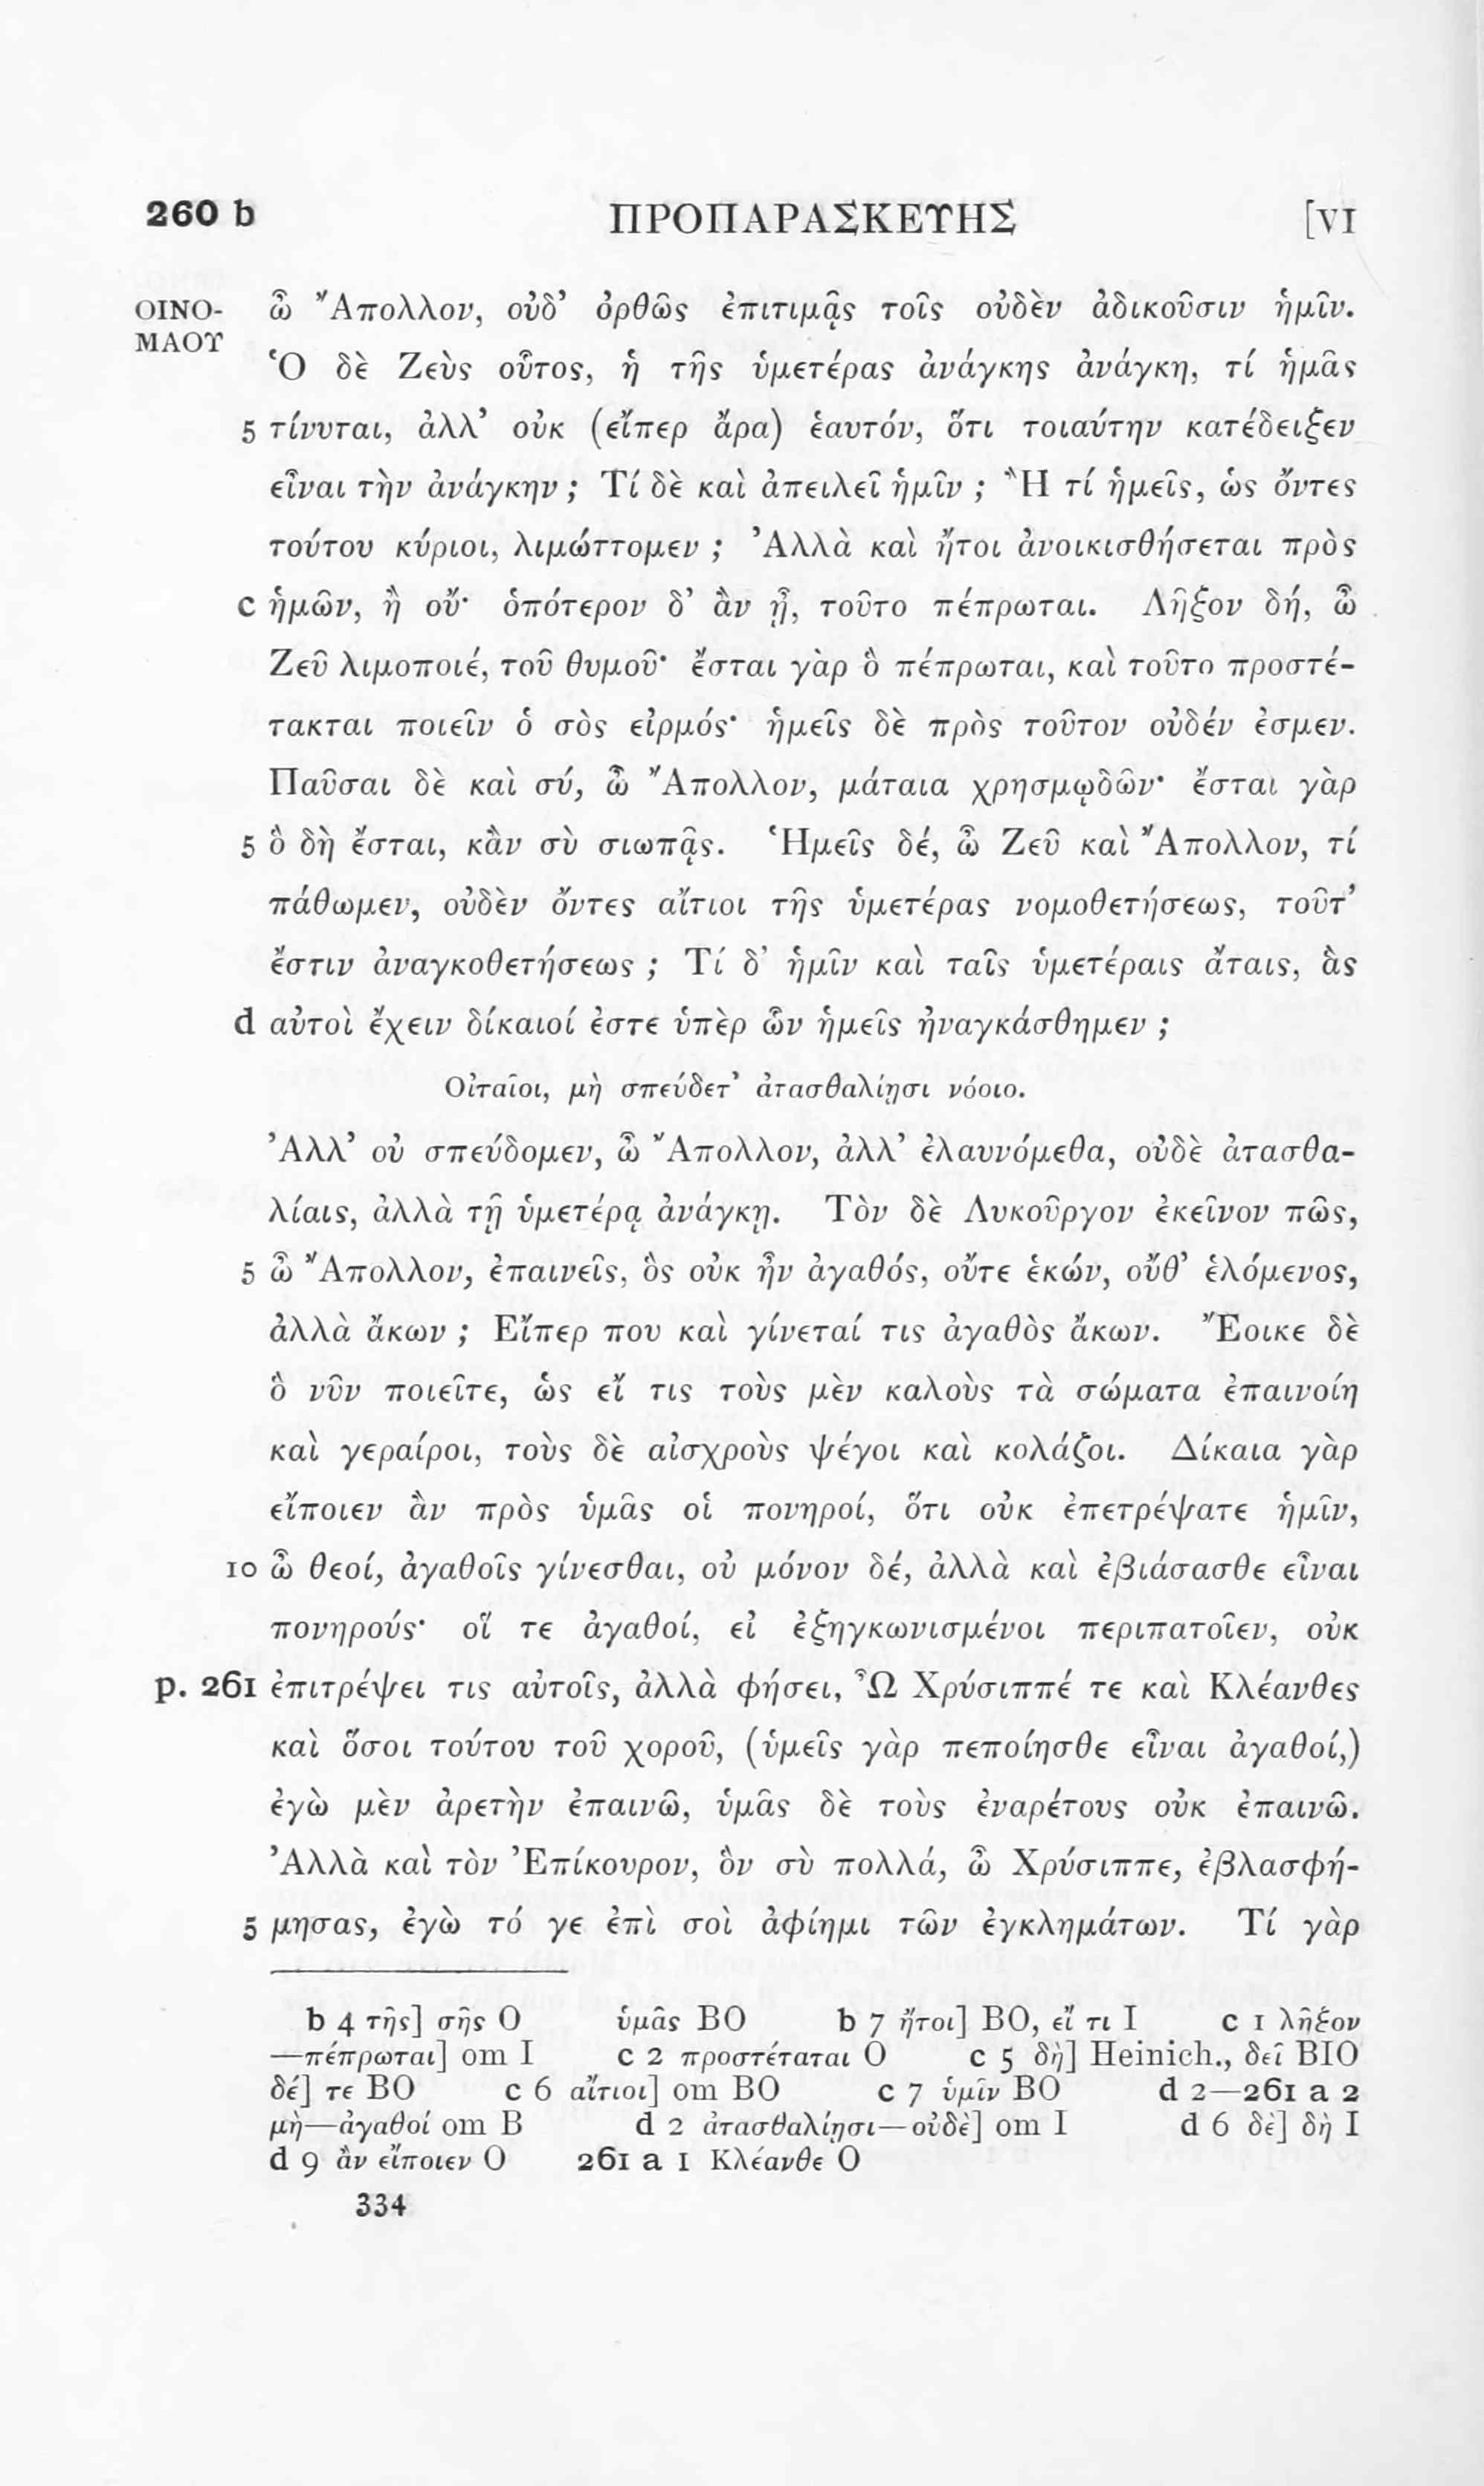 260 b ΠΡΟΠΑΡΑΣΚΕΥΗΣ [VI
ΟΙΝΟ- ὦ Ἄπολλον, οὐδ’ ὀρθῶς ἐπιτιμᾷς τοῖς οὐδὲν ἀδικοῦσιν ἡμῖν.
ΜΑΟΥ Ὁ δὲ Ζεὺς οὗτος, ἡ τῆς ὑμετέρας ἀνάγκης ἀνάγκη, τί ἡμᾶς
5 τίνυται, ἀλλ’ οὐκ (εἴπερ ἄρα) ἑαυτόν, ὅτι τοιαύτην κατέδειξεν
εἶναι τὴν ἀνάγκην ; Τί δὲ καὶ ἀπειλεῖ ἡμῖν ; Ἢ τί ἡμεῖς, ὡς ὄντες
τούτου κύριοι, λιμώττομεν ; Ἀλλὰ καὶ ἤτοι ἀνοικισθήσεται πρὸς
c ἡμῶν, ἢ οὔ· ὁπότερον δ’ ἂν ᾖ, τοῦτο πέπρωται. Λῆξον δή, ὦ
Ζεῦ λιμοποιέ, τοῦ θυμοῦ· ἔσται γὰρ ὃ πέπρωται, καὶ τοῦτο προστέ-
τακται ποιεῖν ὁ σὸς εἱρμός· ἡμεῖς δὲ πρὸς τοῦτον οὐδέν ἐσμεν.
Παῦσαι δὲ καὶ σύ, ὦ Ἄπολλον, μάταια χρησμῳδῶν· ἔσται γὰρ
5 ὃ δὴ ἔσται, κἂν σὺ σιωπᾷς. Ἡμεῖς δέ, ὦ Ζεῦ καὶ Ἄπολλον, τί
πάθωμεν, οὐδὲν ὄντες αἴτιοι τῆς ὑμετέρας νομοθετήσεως, τοῦτ’
ἔστιν ἀναγκοθετήσεως ; Τί δ’ ἡμῖν καὶ ταῖς ὑμετέραις ἄταις, ἃς
d αὐτοὶ ἔχειν δίκαιοί ἐστε ὑπὲρ ὧν ἡμεῖς ἠναγκάσθημεν ;
Οἰταῖοι, μὴ σπεύδετ’ ἀτασθαλίῃσι νόοιο.
Ἀλλ’ οὐ σπεύδομεν, ὦ Ἄπολλον, ἀλλ’ ἐλαυνόμεθα, οὐδὲ ἀτασθα-
λίαις, ἀλλὰ τῇ ὑμετέρᾳ ἀνάγκῃ. Τὸν δὲ Λυκοῦργον ἐκεῖνον πῶς,
5 ὦ Ἄπολλον, ἐπαινεῖς, ὃς οὐκ ἦν ἀγαθός, οὔτε ἑκών, οὔθ’ ἑλόμενος,
ἀλλὰ ἄκων ; Εἴπερ που καὶ γίνεταί τις ἀγαθὸς ἄκων. Ἔοικε δὲ
ὃ νῦν ποιεῖτε, ὡς εἴ τις τοὺς μὲν καλοὺς τὰ σώματα ἐπαινοίη
καὶ γεραίροι, τοὺς δὲ αἰσχροὺς ψέγοι καὶ κολάζοι. Δίκαια γὰρ
εἴποιεν ἂν πρὸς ὑμᾶς οἱ πονηροί, ὅτι οὐκ ἐπετρέψατε ἡμῖν,
10 ὦ θεοί, ἀγαθοῖς γίνεσθαι, οὐ μόνον δέ, ἀλλὰ καὶ ἐβιάσασθε εἶναι
πονηρούς· οἵ τε ἀγαθοί, εἰ ἐξηγκωνισμένοι περιπατοῖεν, οὐκ
p. 261 ἐπιτρέψει τις αὐτοῖς, ἀλλὰ φήσει, Ὦ Χρύσιππέ τε καὶ Κλέανθες
καὶ ὅσοι τούτου τοῦ χοροῦ, (ὑμεῖς γὰρ πεποίησθε εἶναι ἀγαθοί,)
ἐγὼ μὲν ἀρετὴν ἐπαινῶ, ὑμᾶς δὲ τοὺς ἐναρέτους οὐκ ἐπαινῶ.
Ἀλλὰ καὶ τὸν Ἐπίκουρον, ὃν σὺ πολλά, ὦ Χρύσιππε, ἐβλασφή-
5 μησας, ἐγὼ τό γε ἐπὶ σοὶ ἀφίημι τῶν ἐγκλημάτων. Τί γὰρ
b 4 τῆς] σῆς O ὑμᾶς BO b 7 ἤτοι] BO, εἴ τι I c 1 λῆξον
—πέπρωται] om I c 2 προστέταται O c 5 δὴ] Heinich., δεῖ BIO
δέ] τε BO c 6 αἴτιοι] om BO c 7 ὑμῖν BO d 2—261 a 2
μὴ—ἀγαθοί om B d 2 ἀτασθαλίῃσι—οὐδὲ] om I d 6 δὲ] δὴ I
d 9 ἂν εἴποιεν O 261 a 1 Κλέανθε O
334